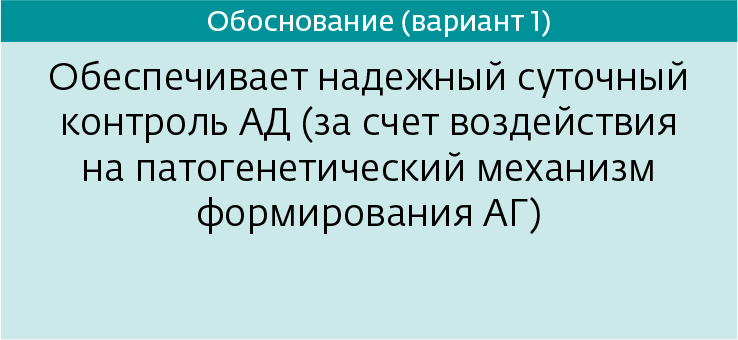 Обоснование (вариант 1)
Обеспечивает надежный суточный
контроль АД (за счет воздействия
на патогенетический механизм
формирования АГ)